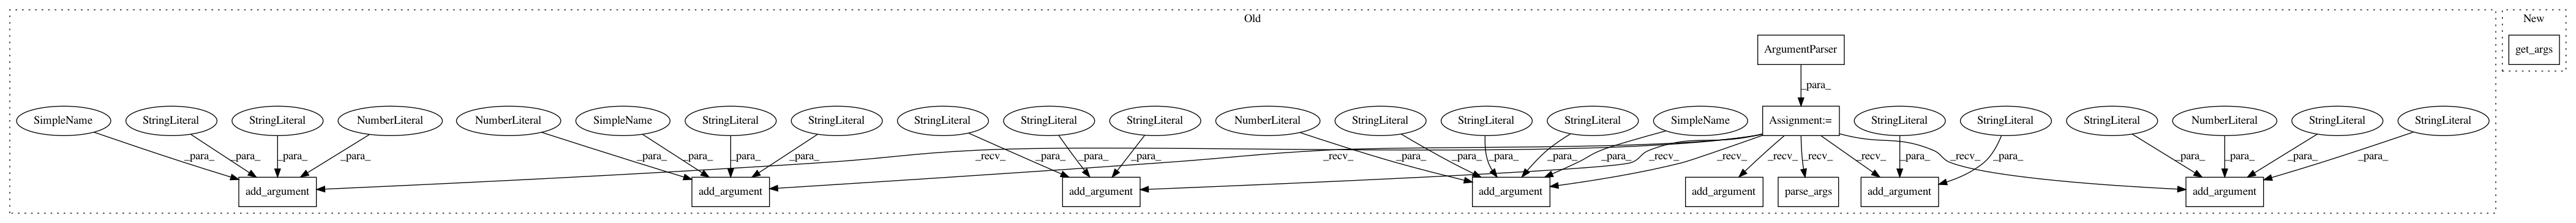 Old
New
ArgumentParser
get_args
_para_
SimpleName
StringLiteral
StringLiteral
NumberLiteral
NumberLiteral
SimpleName
StringLiteral
StringLiteral
StringLiteral
StringLiteral
StringLiteral
NumberLiteral
StringLiteral
StringLiteral
StringLiteral
SimpleName
Assignment:=
StringLiteral
StringLiteral
StringLiteral
NumberLiteral
StringLiteral
StringLiteral
_para_
_para_
_para_
_para_
_para_
_para_
_para_
_para_
_recv_
_para_
_para_
_para_
_recv_
_para_
_para_
_para_
_para_
_para_
_recv_
_recv_
_recv_
_recv_
_recv_
_para_
_para_
_recv_
_para_
_para_
_para_
_para_
add_argument
add_argument
add_argument
add_argument
add_argument
parse_args
add_argument
add_argument